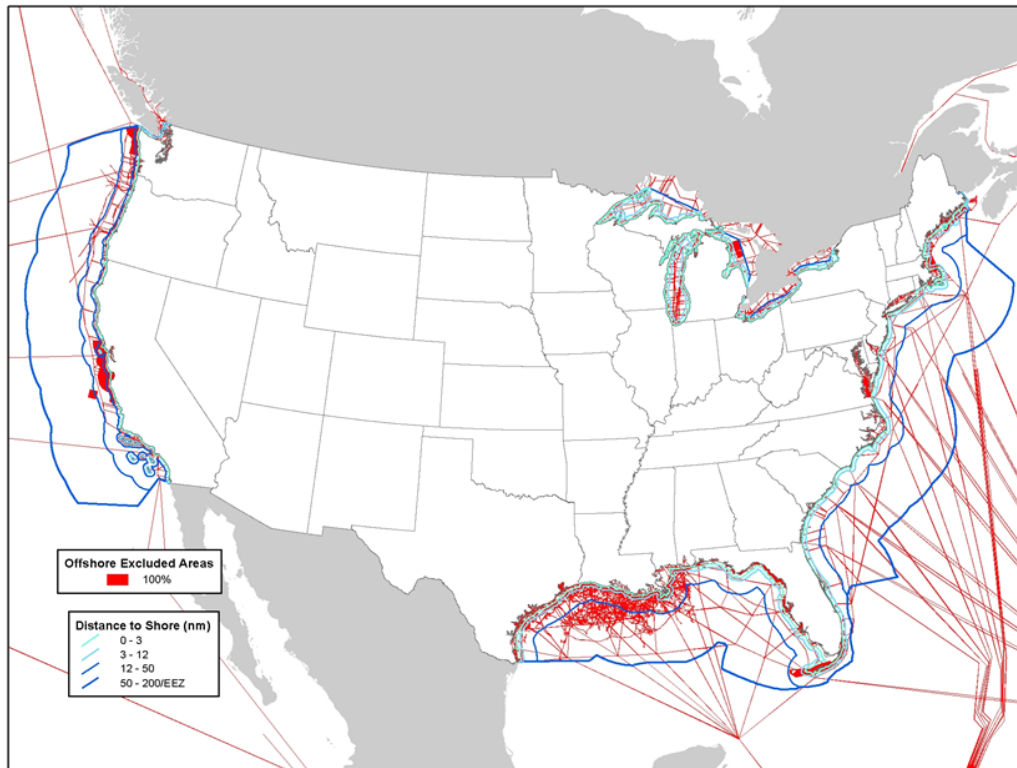 Offshore Excluded Areas
100%
Distance to Shore (nm)
0 - 3
3 - 12
12 - 50
50 - 200/EEZ